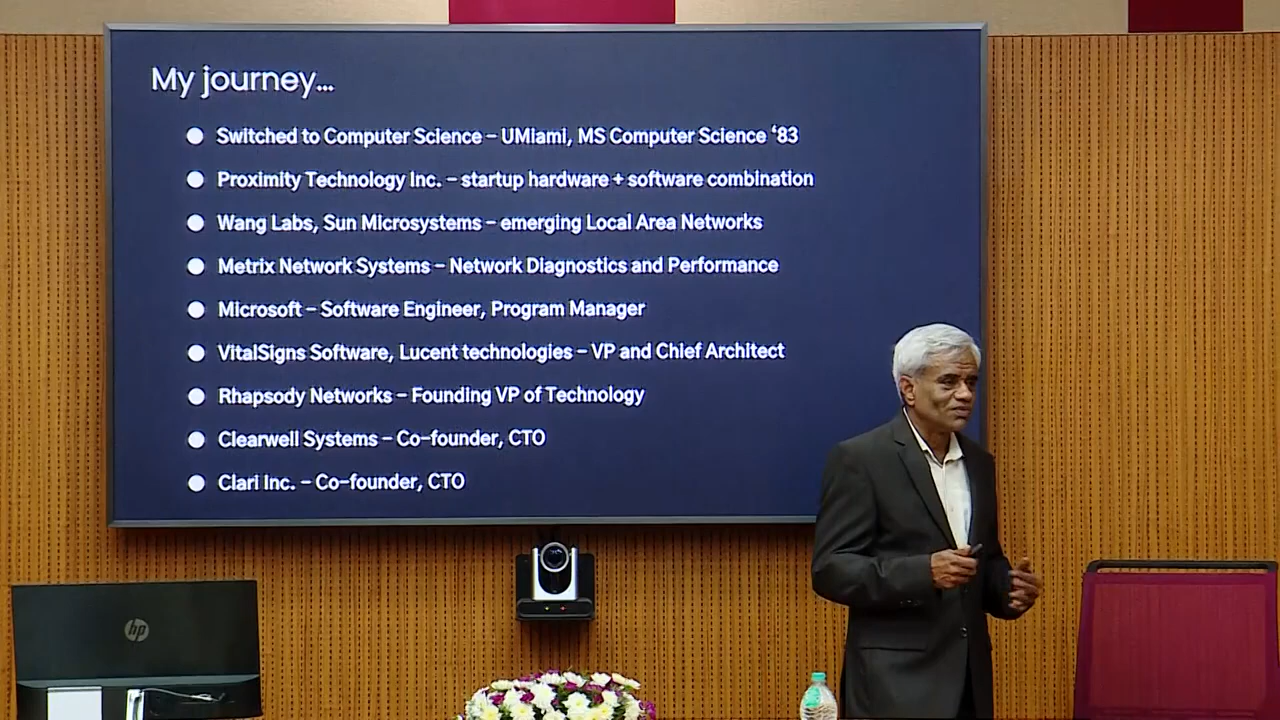 My journey...
● Switched to Computer Science – UMiami, MS Computer Science ‘83
● Proximity Technology Inc. – startup hardware + software combination
● Wang Labs, Sun Microsystems – emerging Local Area Networks
● Metrix Network Systems – Network Diagnostics and Performance
● Microsoft – Software Engineer, Program Manager
● VitalSigns Software, Lucent technologies – VP and Chief Architect
● Rhapsody Networks – Founding VP of Technology
● Clearwell Systems – Co-founder, CTO
● Clari Inc. – Co-founder, CTO
hp